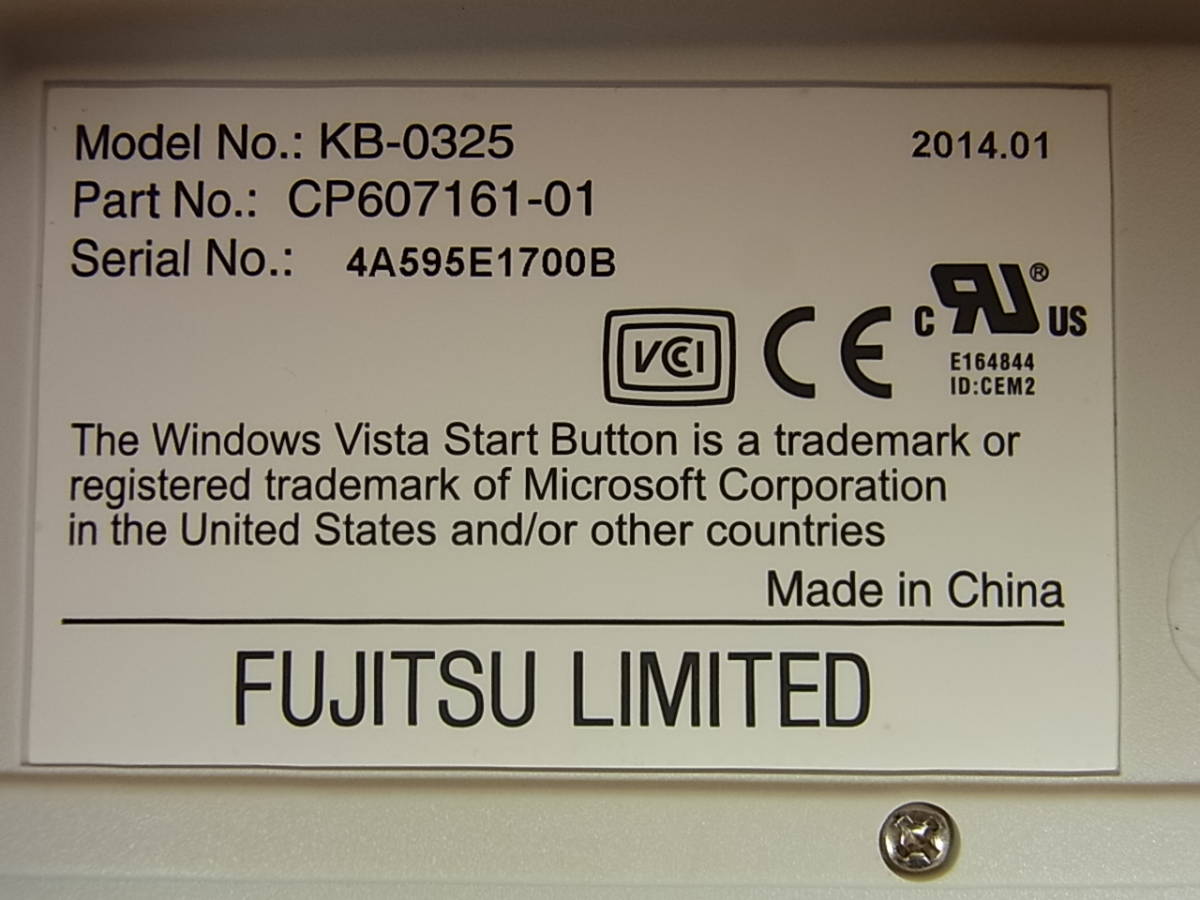 Model No.: KB-0325
2014.01
Part No.: CP607161-01
Serial No.: 4A595E1700B
VCCI
CE
c RU ® US
E164844
ID:CEM2
The Windows Vista Start Button is a trademark or
registered trademark of Microsoft Corporation
in the United States and/or other countries
Made in China
FUJITSU LIMITED